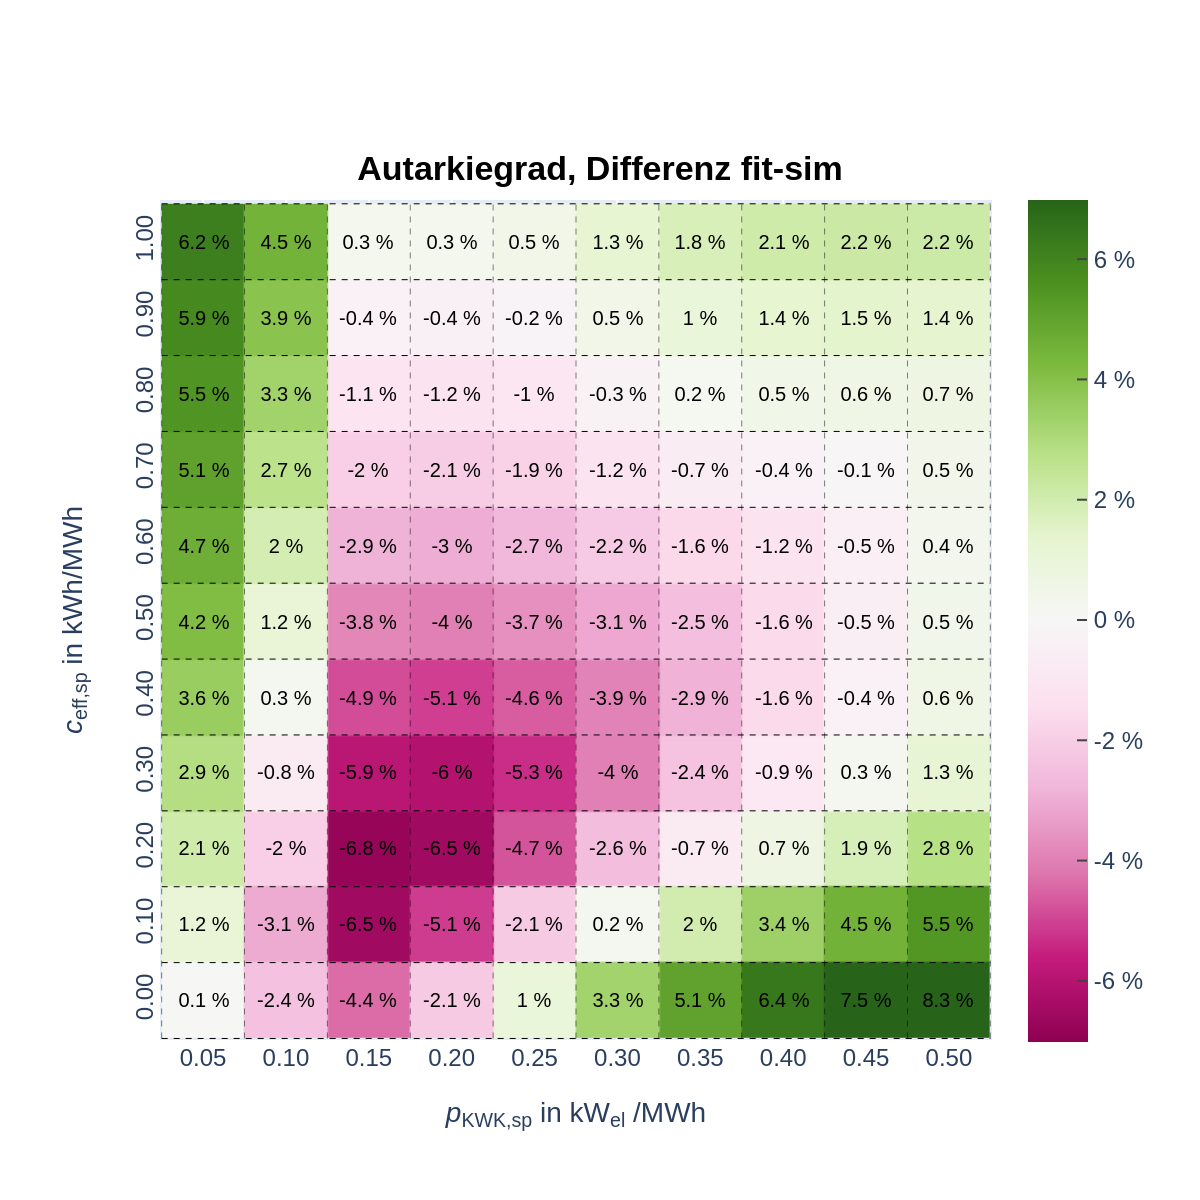 Autarkiegrad, Differenz fit-sim
1.00 6.2 % 4.5 % 0.3 % 0.3 % 0.5 % 1.3 % 1.8 % 2.1 % 2.2 % 2.2 %
0.90 5.9 % 3.9 % -0.4 % -0.4 % -0.2 % 0.5 % 1 % 1.4 % 1.5 % 1.4 %
0.80 5.5 % 3.3 % -1.1 % -1.2 % -1 % -0.3 % 0.2 % 0.5 % 0.6 % 0.7 %
0.70 5.1 % 2.7 % -2 % -2.1 % -1.9 % -1.2 % -0.7 % -0.4 % -0.1 % 0.5 %
0.60 4.7 % 2 % -2.9 % -3 % -2.7 % -2.2 % -1.6 % -1.2 % -0.5 % 0.4 %
0.50 4.2 % 1.2 % -3.8 % -4 % -3.7 % -3.1 % -2.5 % -1.6 % -0.5 % 0.5 %
0.40 3.6 % 0.3 % -4.9 % -5.1 % -4.6 % -3.9 % -2.9 % -1.6 % -0.4 % 0.6 %
0.30 2.9 % -0.8 % -5.9 % -6 % -5.3 % -4 % -2.4 % -0.9 % 0.3 % 1.3 %
0.20 2.1 % -2 % -6.8 % -6.5 % -4.7 % -2.6 % -0.7 % 0.7 % 1.9 % 2.8 %
0.10 1.2 % -3.1 % -6.5 % -5.1 % -2.1 % 0.2 % 2 % 3.4 % 4.5 % 5.5 %
0.00 0.1 % -2.4 % -4.4 % -2.1 % 1 % 3.3 % 5.1 % 6.4 % 7.5 % 8.3 %
0.05 0.10 0.15 0.20 0.25 0.30 0.35 0.40 0.45 0.50
p KWK,sp in kW el /MWh
c eff,sp in kWh/MWh
6 %
4 %
2 %
0 %
-2 %
-4 %
-6 %